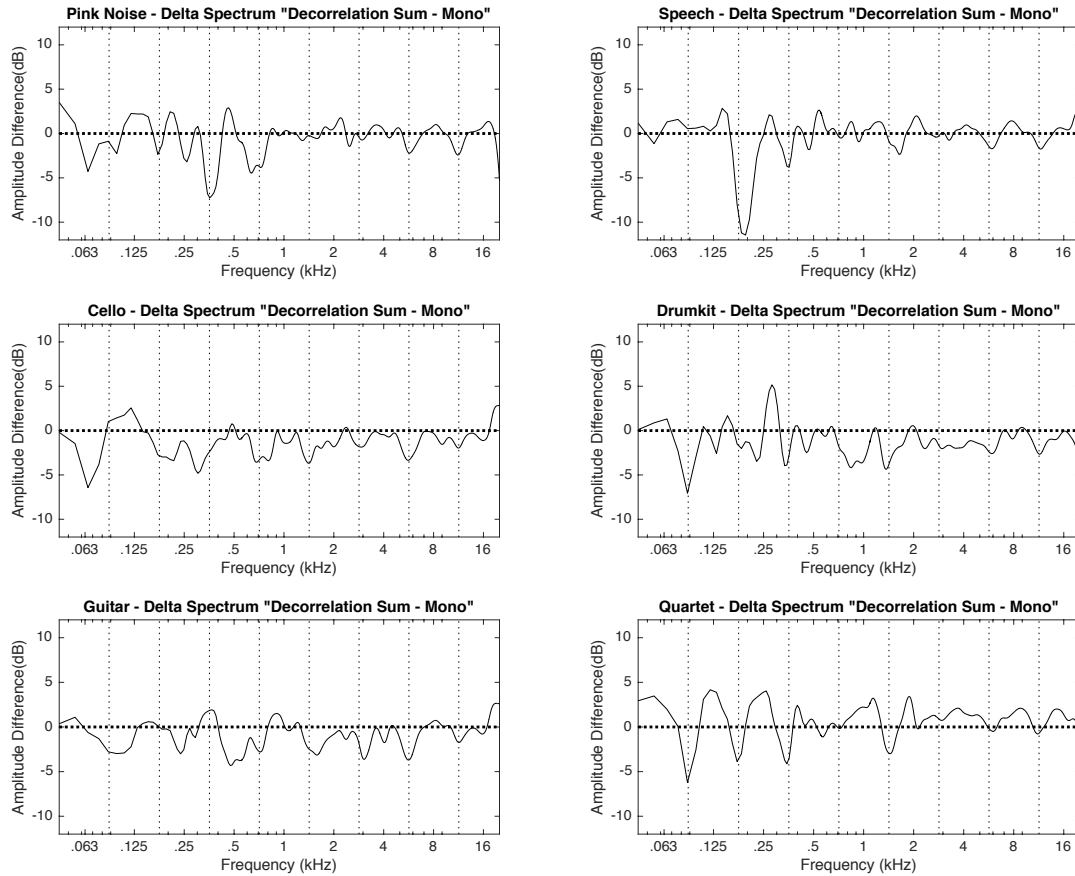 Pink Noise - Delta Spectrum "Decorrelation Sum - Mono"
Amplitude Difference(dB)
10
5
0
-5
-10
.063 .125 .25 .5 1 2 4 8 16
Frequency (kHz)
Speech - Delta Spectrum "Decorrelation Sum - Mono"
Amplitude Difference(dB)
10
5
0
-5
-10
.063 .125 .25 .5 1 2 4 8 16
Frequency (kHz)
Cello - Delta Spectrum "Decorrelation Sum - Mono"
Amplitude Difference(dB)
10
5
0
-5
-10
.063 .125 .25 .5 1 2 4 8 16
Frequency (kHz)
Drumkit - Delta Spectrum "Decorrelation Sum - Mono"
Amplitude Difference(dB)
10
5
0
-5
-10
.063 .125 .25 .5 1 2 4 8 16
Frequency (kHz)
Guitar - Delta Spectrum "Decorrelation Sum - Mono"
Amplitude Difference(dB)
10
5
0
-5
-10
.063 .125 .25 .5 1 2 4 8 16
Frequency (kHz)
Quartet - Delta Spectrum "Decorrelation Sum - Mono"
Amplitude Difference(dB)
10
5
0
-5
-10
.063 .125 .25 .5 1 2 4 8 16
Frequency (kHz)